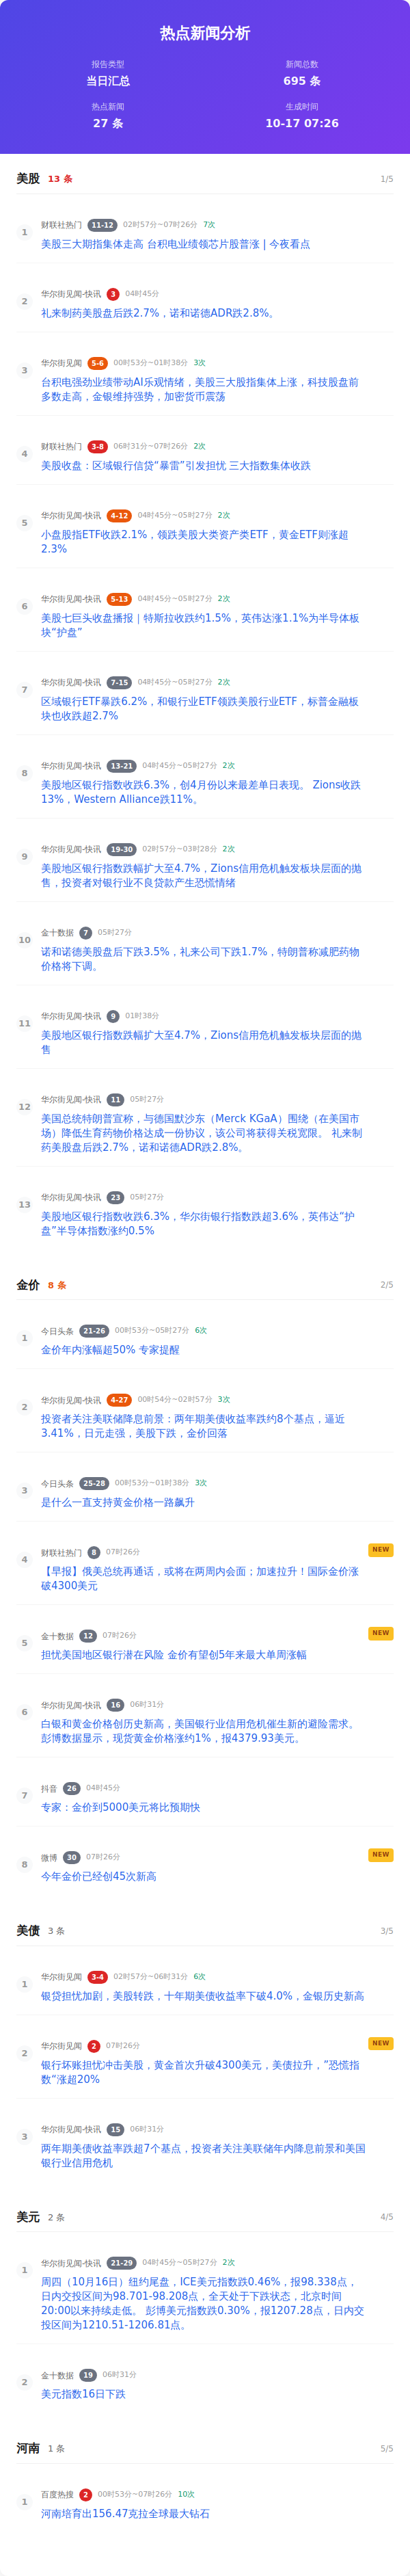 热点新闻分析
报告类型
当日汇总
新闻总数
695 条
热点新闻
27 条
生成时间
10-17 07:26
美股 13 条 1/5
1
财联社热门 11-12 02时57分~07时26分 7次
美股三大期指集体走高 台积电业绩领芯片股普涨 | 今夜看点
2
华尔街见闻-快讯 3 04时45分
礼来制药美股盘后跌2.7%，诺和诺德ADR跌2.8%。
3
华尔街见闻 5-6 00时53分~01时38分 3次
台积电强劲业绩带动AI乐观情绪，美股三大股指集体上涨，科技股盘前
多数走高，金银维持强势，加密货币震荡
4
财联社热门 3-8 06时31分~07时26分 2次
美股收盘：区域银行信贷“暴雷”引发担忧 三大指数集体收跌
5
华尔街见闻-快讯 4-12 04时45分~05时27分 2次
小盘股指ETF收跌2.1%，领跌美股大类资产类ETF，黄金ETF则涨超
2.3%
6
华尔街见闻-快讯 5-13 04时45分~05时27分 2次
美股七巨头收盘播报｜特斯拉收跌约1.5%，英伟达涨1.1%为半导体板
块“护盘”
7
华尔街见闻-快讯 7-15 04时45分~05时27分 2次
区域银行ETF暴跌6.2%，和银行业ETF领跌美股行业ETF，标普金融板
块也收跌超2.7%
8
华尔街见闻-快讯 13-21 04时45分~05时27分 2次
美股地区银行指数收跌6.3%，创4月份以来最差单日表现。 Zions收跌
13%，Western Alliance跌11%。
9
华尔街见闻-快讯 19-30 02时57分~03时28分 2次
美股地区银行指数跌幅扩大至4.7%，Zions信用危机触发板块层面的抛
售，投资者对银行业不良贷款产生恐慌情绪
10
金十数据 7 05时27分
诺和诺德美股盘后下跌3.5%，礼来公司下跌1.7%，特朗普称减肥药物
价格将下调。
11
华尔街见闻-快讯 9 01时38分
美股地区银行指数跌幅扩大至4.7%，Zions信用危机触发板块层面的抛
售
12
华尔街见闻-快讯 11 05时27分
美国总统特朗普宣称，与德国默沙东（Merck KGaA）围绕（在美国市
场）降低生育药物价格达成一份协议，该公司将获得关税宽限。 礼来制
药美股盘后跌2.7%，诺和诺德ADR跌2.8%。
13
华尔街见闻-快讯 23 05时27分
美股地区银行指数收跌6.3%，华尔街银行指数跌超3.6%，英伟达“护
盘”半导体指数涨约0.5%
金价 8 条 2/5
1
今日头条 21-26 00时53分~05时27分 6次
金价年内涨幅超50% 专家提醒
2
华尔街见闻-快讯 4-27 00时54分~02时57分 3次
投资者关注美联储降息前景：两年期美债收益率跌约8个基点，逼近
3.41%，日元走强，美股下跌，金价回落
3
今日头条 25-28 00时53分~01时38分 3次
是什么一直支持黄金价格一路飙升
4
财联社热门 8 07时26分 NEW
【早报】俄美总统再通话，或将在两周内会面；加速拉升！国际金价涨
破4300美元
5
金十数据 12 07时26分 NEW
担忧美国地区银行潜在风险 金价有望创5年来最大单周涨幅
6
华尔街见闻-快讯 16 06时31分
白银和黄金价格创历史新高，美国银行业信用危机催生新的避险需求。
彭博数据显示，现货黄金价格涨约1%，报4379.93美元。
7
抖音 26 04时45分
专家：金价到5000美元将比预期快
8
微博 30 07时26分 NEW
今年金价已经创45次新高
美债 3 条 3/5
1
华尔街见闻 3-4 02时57分~06时31分 6次
银贷担忧加剧，美股转跌，十年期美债收益率下破4.0%，金银历史新高
2
华尔街见闻 2 07时26分 NEW
银行坏账担忧冲击美股，黄金首次升破4300美元，美债拉升，”恐慌指
数“涨超20%
3
华尔街见闻-快讯 15 06时31分
两年期美债收益率跌超7个基点，投资者关注美联储年内降息前景和美国
银行业信用危机
美元 2 条 4/5
1
华尔街见闻-快讯 21-29 04时45分~05时27分 2次
周四（10月16日）纽约尾盘，ICE美元指数跌0.46%，报98.338点，
日内交投区间为98.701-98.208点，全天处于下跌状态，北京时间
20:00以来持续走低。 彭博美元指数跌0.30%，报1207.28点，日内交
投区间为1210.51-1206.81点。
2
金十数据 19 06时31分
美元指数16日下跌
河南 1 条 5/5
1
百度热搜 2 00时53分~07时26分 10次
河南培育出156.47克拉全球最大钻石